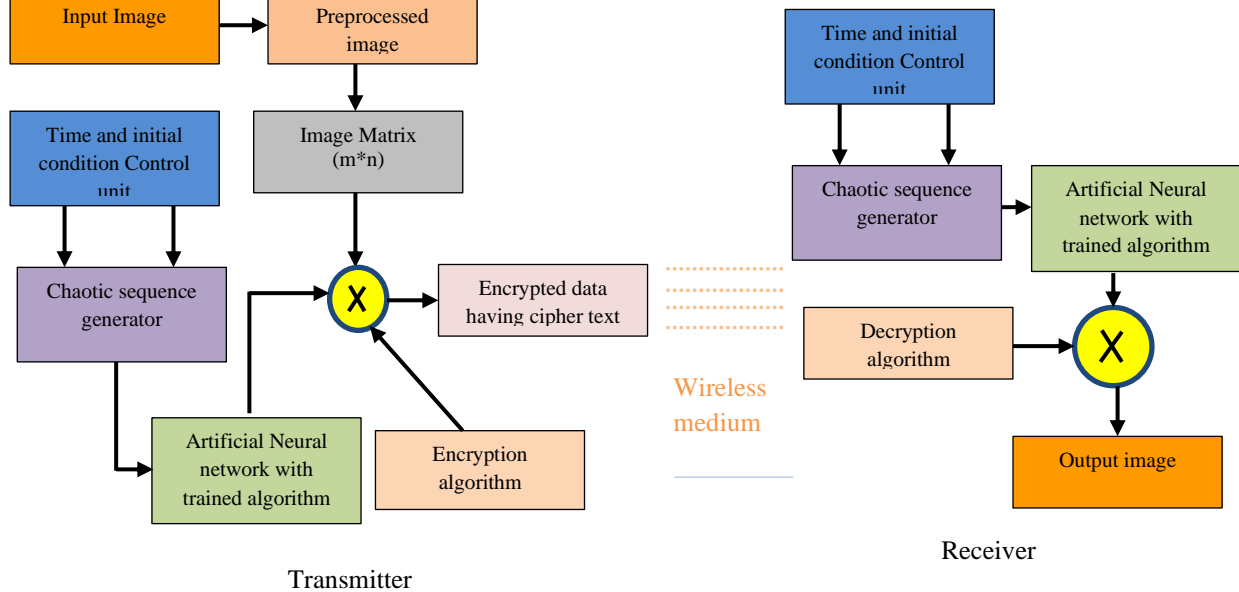 Input Image
Preprocessed
image
Time and initial
condition Control
unit
Image Matrix
(m*n)
Chaotic sequence
generator
X
Encrypted data
having cipher text
Artificial Neural
network with
trained algorithm
Encryption
algorithm
Transmitter
Wireless
medium
Time and initial
condition Control
unit
Chaotic sequence
generator
Artificial Neural
network with
trained algorithm
Decryption
algorithm
X
Output image
Receiver